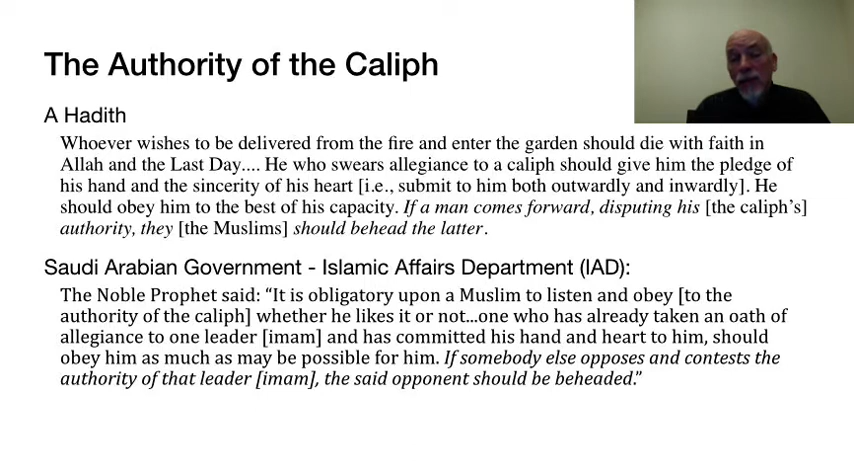 The Authority of the Caliph
A Hadith
Whoever wishes to be delivered from the fire and enter the garden should die with faith in
Allah and the Last Day.... He who swears allegiance to a caliph should give him the pledge of
his hand and the sincerity of his heart [i.e., submit to him both outwardly and inwardly]. He
should obey him to the best of his capacity. If a man comes forward, disputing his [the caliph's]
authority, they [the Muslims] should behead the latter.
Saudi Arabian Government - Islamic Affairs Department (IAD):
The Noble Prophet said: “It is obligatory upon a Muslim to listen and obey [to the
authority of the caliph] whether he likes it or not...one who has already taken an oath of
allegiance to one leader [imam] and has committed his hand and heart to him, should
obey him as much as may be possible for him. If somebody else opposes and contests the
authority of that leader [imam], the said opponent should be beheaded.”